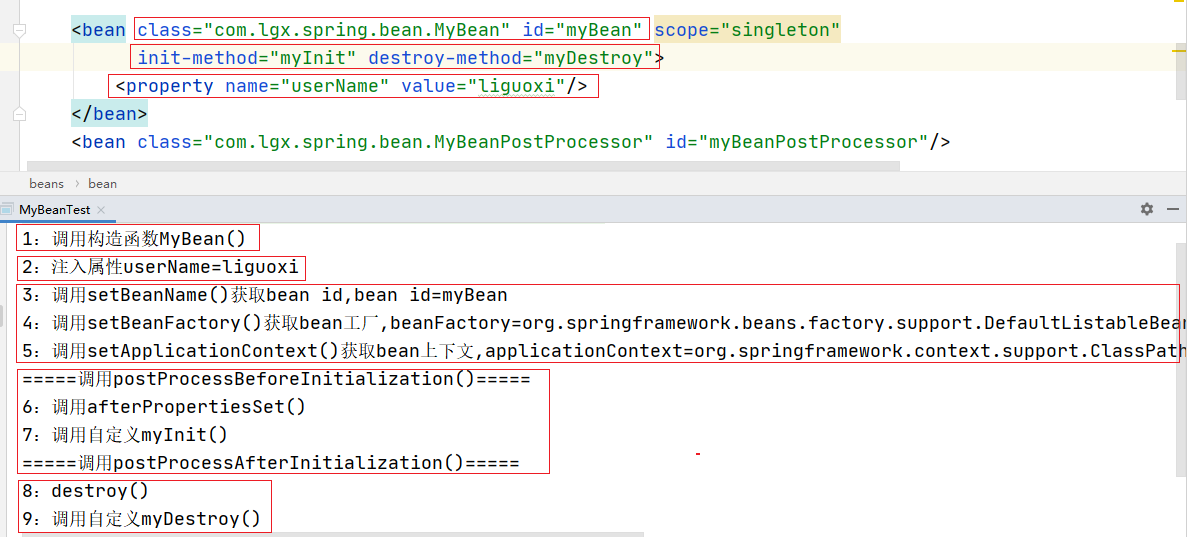 <bean class="com.lgx.spring.bean.MyBean" id="myBean" scope="singleton"
init-method="myInit" destroy-method="myDestroy">
<property name="userName" value="liguoxi"/>
</bean>
<bean class="com.lgx.spring.bean.MyBeanPostProcessor" id="myBeanPostProcessor"/>
beans › bean
MyBeanTest ×
1：调用构造函数MyBean()
2：注入属性userName=liguoxi
3：调用setBeanName()获取bean id,bean id=myBean
4：调用setBeanFactory()获取bean工厂,beanFactory=org.springframework.beans.factory.support.DefaultListableBean
5：调用setApplicationContext()获取bean上下文,applicationContext=org.springframework.context.support.ClassPath
=====调用postProcessBeforeInitialization()=====
6：调用afterPropertiesSet()
7：调用自定义myInit()
=====调用postProcessAfterInitialization()=====
8：destroy()
9：调用自定义myDestroy()